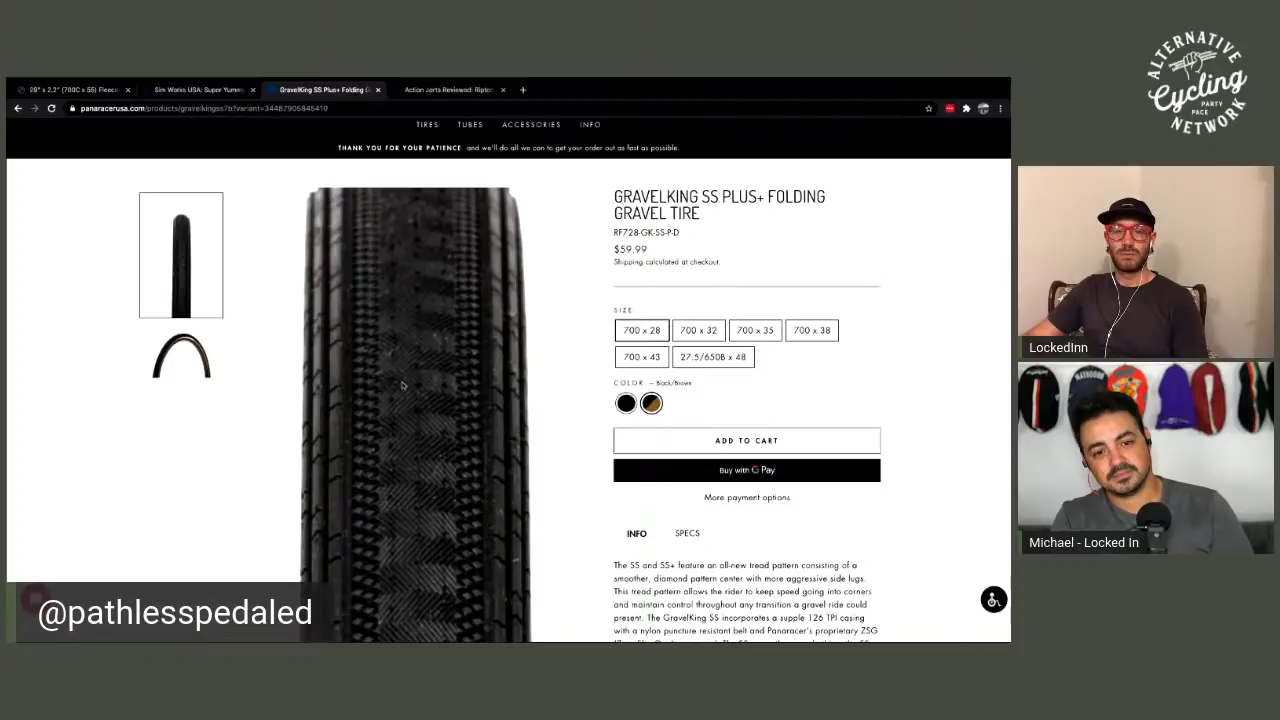 29" x 2.2" (700C x 55) Fleecer
Sim Works USA: Super Yummy
GravelKing SS Plus+ Folding G
Action Jorts Reviewed: Ripton
panaracerusa.com/products/gravelkingss7b?variant=34487905845410
TIRES TUBES ACCESSORIES INFO
THANK YOU FOR YOUR PATIENCE and we'll do all we can to get your order out as fast as possible.
GRAVELKING SS PLUS+ FOLDING
GRAVEL TIRE
RF728-GK-SS-P-D
$59.99
Shipping calculated at checkout.
SIZE
700 x 28
700 x 32
700 x 35
700 x 38
700 x 43
27.5/650B x 48
COLOR — Black/Brown
ADD TO CART
Buy with G Pay
More payment options
INFO
SPECS
The SS and SS+ feature an all-new tread pattern consisting of a
smoother, diamond pattern center with more aggressive side lugs.
This tread pattern allows the rider to keep speed going into corners
and maintain control throughout any transition a gravel ride could
present. The GravelKing SS incorporates a supple 126 TPI casing
with a nylon puncture resistant belt and Panaracer's proprietary ZSG
@pathlesspedaled
ALTERNATIVE
Cycling
PARTY
PACE
NETWORK
LockedInn
Michael - Locked In